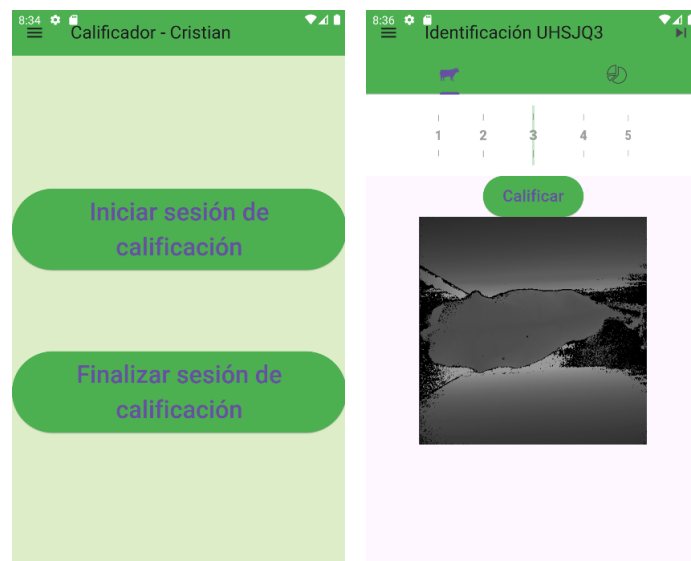 8:34
Calificador - Cristian
Iniciar sesión de
calificación
Finalizar sesión de
calificación
8:36
Identificación UHSJQ3
1 2 3 4 5
Calificar